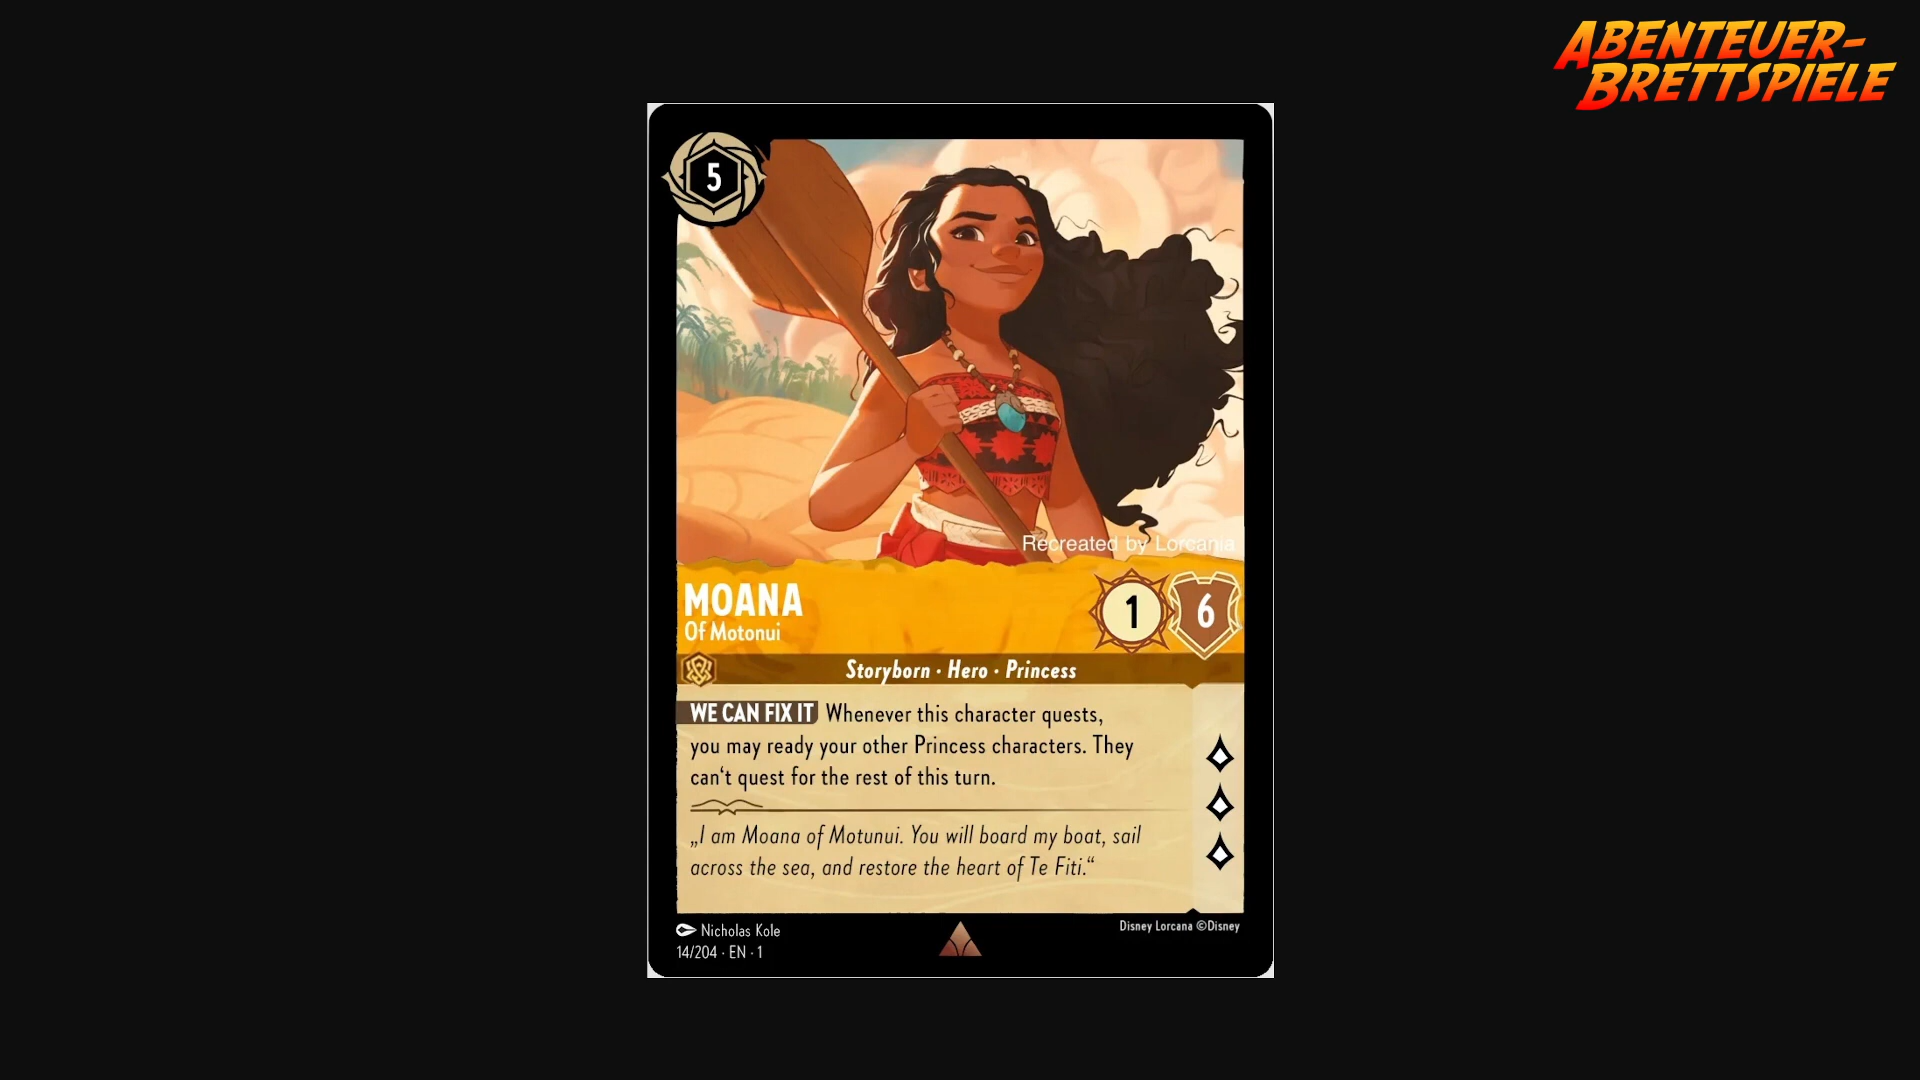 ABENTEUER-
BRETTSPIELE
5
Recreated by Lorcania
MOANA
Of Motonui
1
6
Storyborn · Hero · Princess
WE CAN FIX IT Whenever this character quests,
you may ready your other Princess characters. They
can‘t quest for the rest of this turn.
„I am Moana of Motunui. You will board my boat, sail
across the sea, and restore the heart of Te Fiti.“
Nicholas Kole
14/204 · EN · 1
Disney Lorcana ©Disney